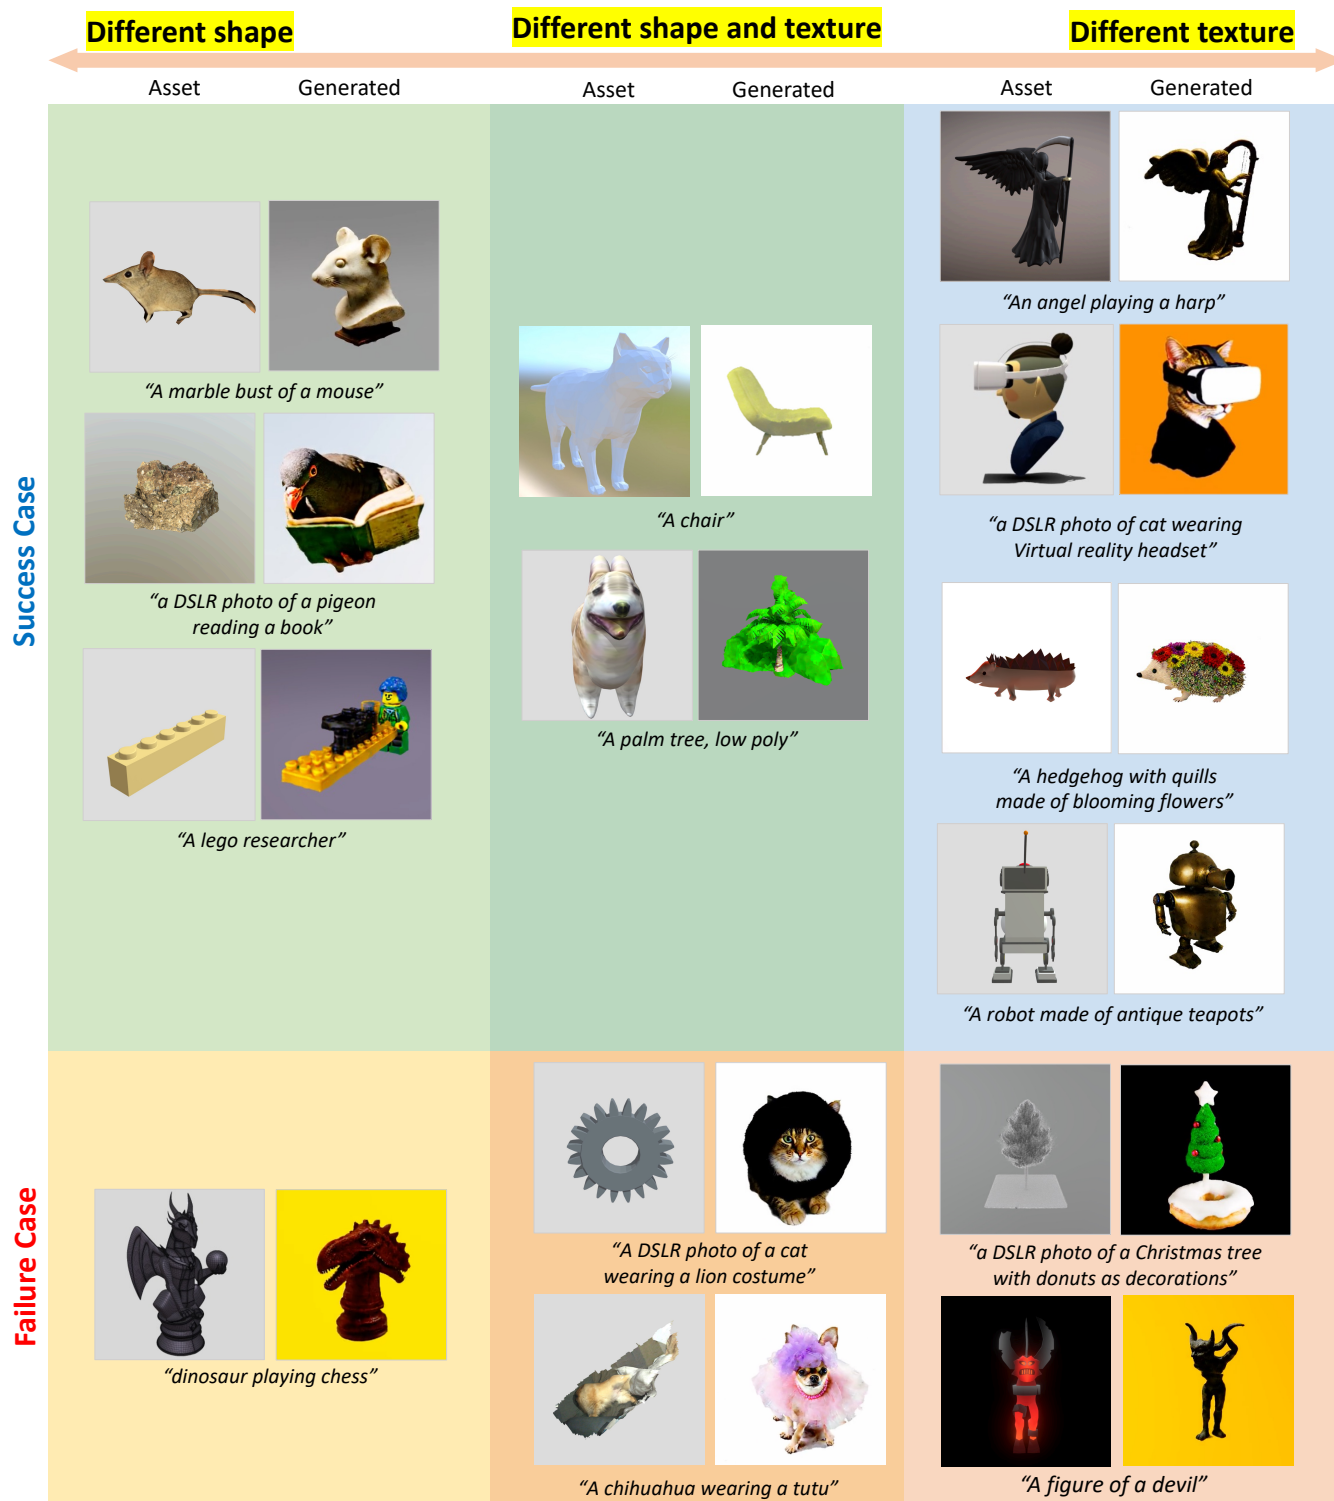 Different shape
Different shape and texture
Different texture
Asset
Generated
Asset
Generated
Asset
Generated
Success Case
“A marble bust of a mouse”
“a DSLR photo of a pigeon
reading a book”
“A lego researcher”
“A chair”
“A palm tree, low poly”
“An angel playing a harp”
“a DSLR photo of cat wearing
Virtual reality headset”
“A hedgehog with quills
made of blooming flowers”
“A robot made of antique teapots”
Failure Case
“dinosaur playing chess”
“A DSLR photo of a cat
wearing a lion costume”
“A chihuahua wearing a tutu”
“a DSLR photo of a Christmas tree
with donuts as decorations”
“A figure of a devil”